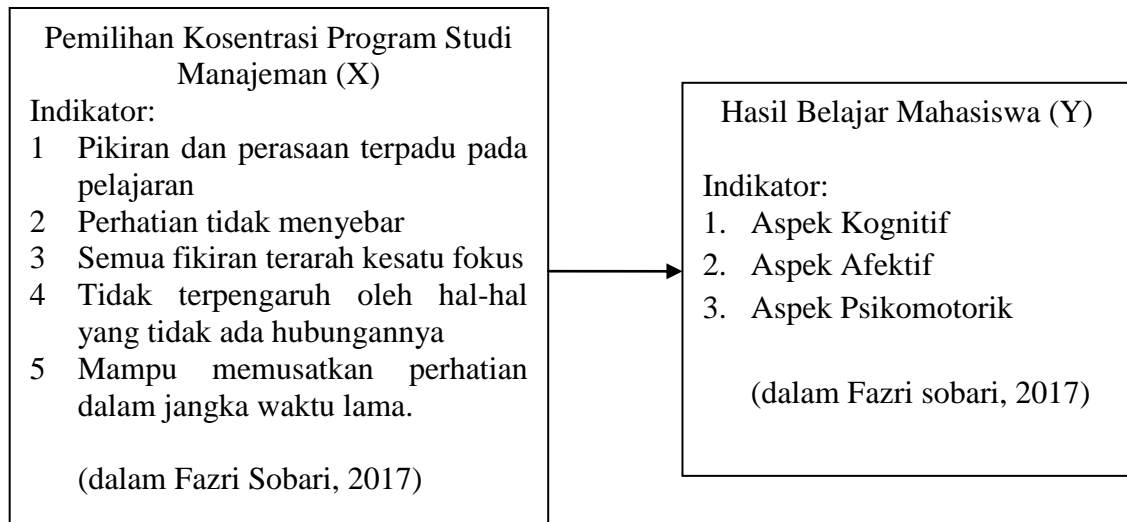 Pemilihan Kosentrasi Program Studi
Manajeman (X)
Indikator:
1 Pikiran dan perasaan terpadu pada
pelajaran
2 Perhatian tidak menyebar
3 Semua fikiran terarah kesatu fokus
4 Tidak terpengaruh oleh hal-hal
yang tidak ada hubungannya
5 Mampu memusatkan perhatian
dalam jangka waktu lama.
(dalam Fazri Sobari, 2017)
Hasil Belajar Mahasiswa (Y)
Indikator:
1. Aspek Kognitif
2. Aspek Afektif
3. Aspek Psikomotorik
(dalam Fazri sobari, 2017)